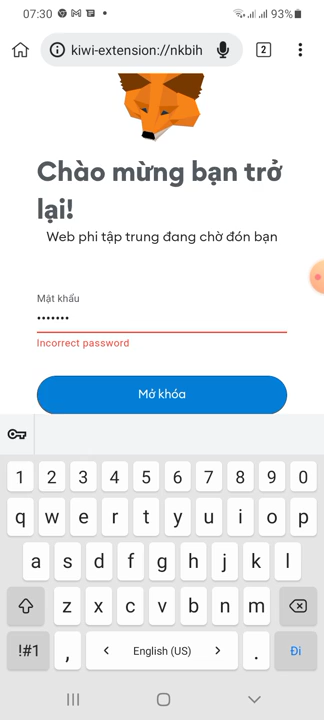 07:30 93%
kiwi-extension://nkbih 2
Chào mừng bạn trở
lại!
Web phi tập trung đang chờ đón bạn
Mật khẩu
•••••••
Incorrect password
Mở khóa
1 2 3 4 5 6 7 8 9 0
q w e r t y u i o p
a s d f g h j k l
z x c v b n m
!#1 , < English (US) > . Đi